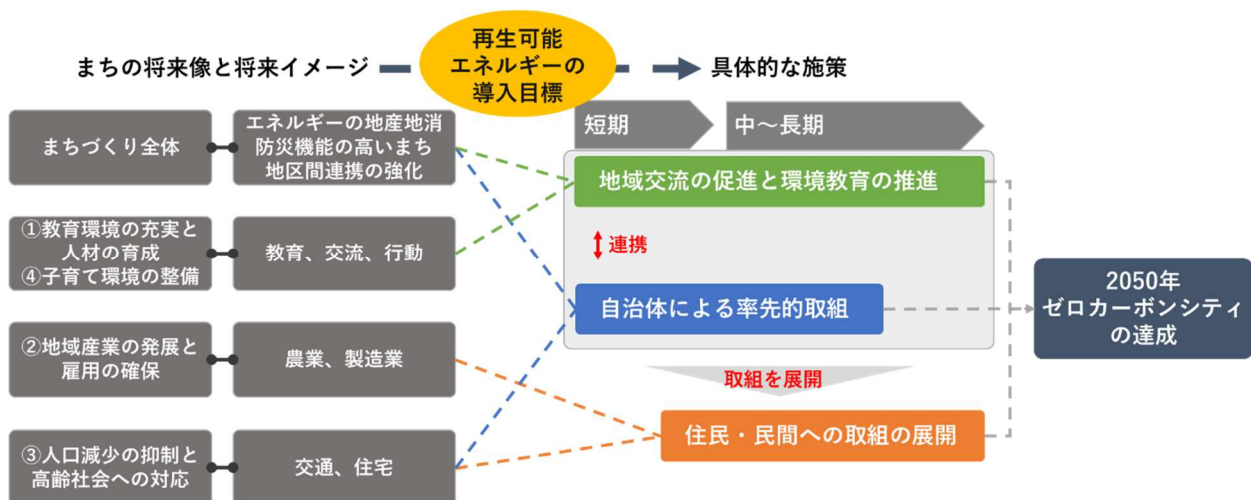 まちの将来像と将来イメージ
再生可能
エネルギーの
導入目標
具体的な施策
短期
中～長期
まちづくり全体
エネルギーの地産地消
防災機能の高いまち
地区間連携の強化
地域交流の促進と環境教育の推進
①教育環境の充実と
人材の育成
④子育て環境の整備
教育、交流、行動
連携
自治体による率先的取組
2050年
ゼロカーボンシティ
の達成
②地域産業の発展と
雇用の確保
農業、製造業
取組を展開
住民・民間への取組の展開
③人口減少の抑制と
高齢社会への対応
交通、住宅